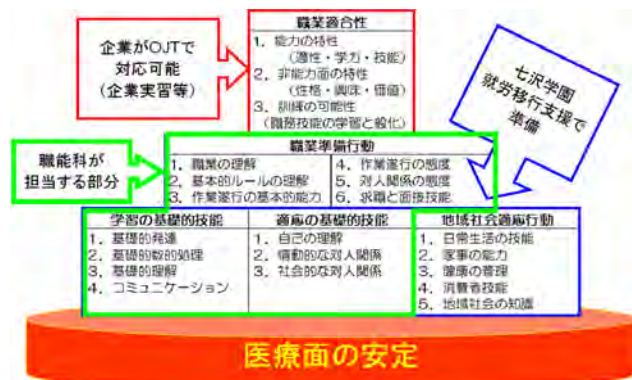 職業適合性
1．能力の特性
（適性・学力・技能）
2．非能力面の特性
（性格・興味・価値）
3．訓練の可能性
（職務技能の学習と般化）
企業がOJTで
対応可能
（企業実習等）
七沢学園
就労移行支援で
準備
職業準備行動
1．職業の理解
2．基本的ルールの理解
3．作業遂行の基本的能力
4．作業遂行の態度
5．対人関係の態度
6．求職と面接技能
職能科が
担当する部分
学習の基礎的技能
1．基礎的発達
2．基礎的数的処理
3．基礎的理解
4．コミュニケーション
適応の基礎的技能
1．自己の理解
2．情動的な対人関係
3．社会的な対人関係
地域社会適応行動
1．日常生活の技能
2．家事の能力
3．健康の管理
4．消費者技能
5．地域社会の知識
医療面の安定